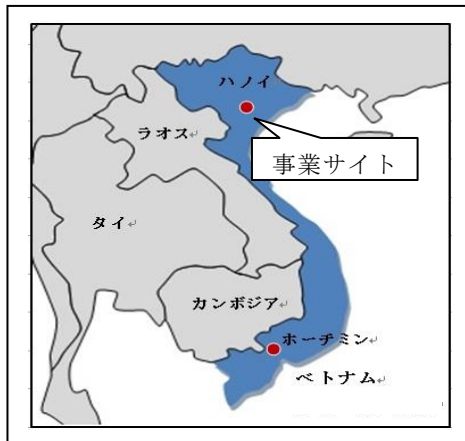 ハノイ
ラオス
事業サイト
タイ
カンボジア
ホーチミン
ベトナム